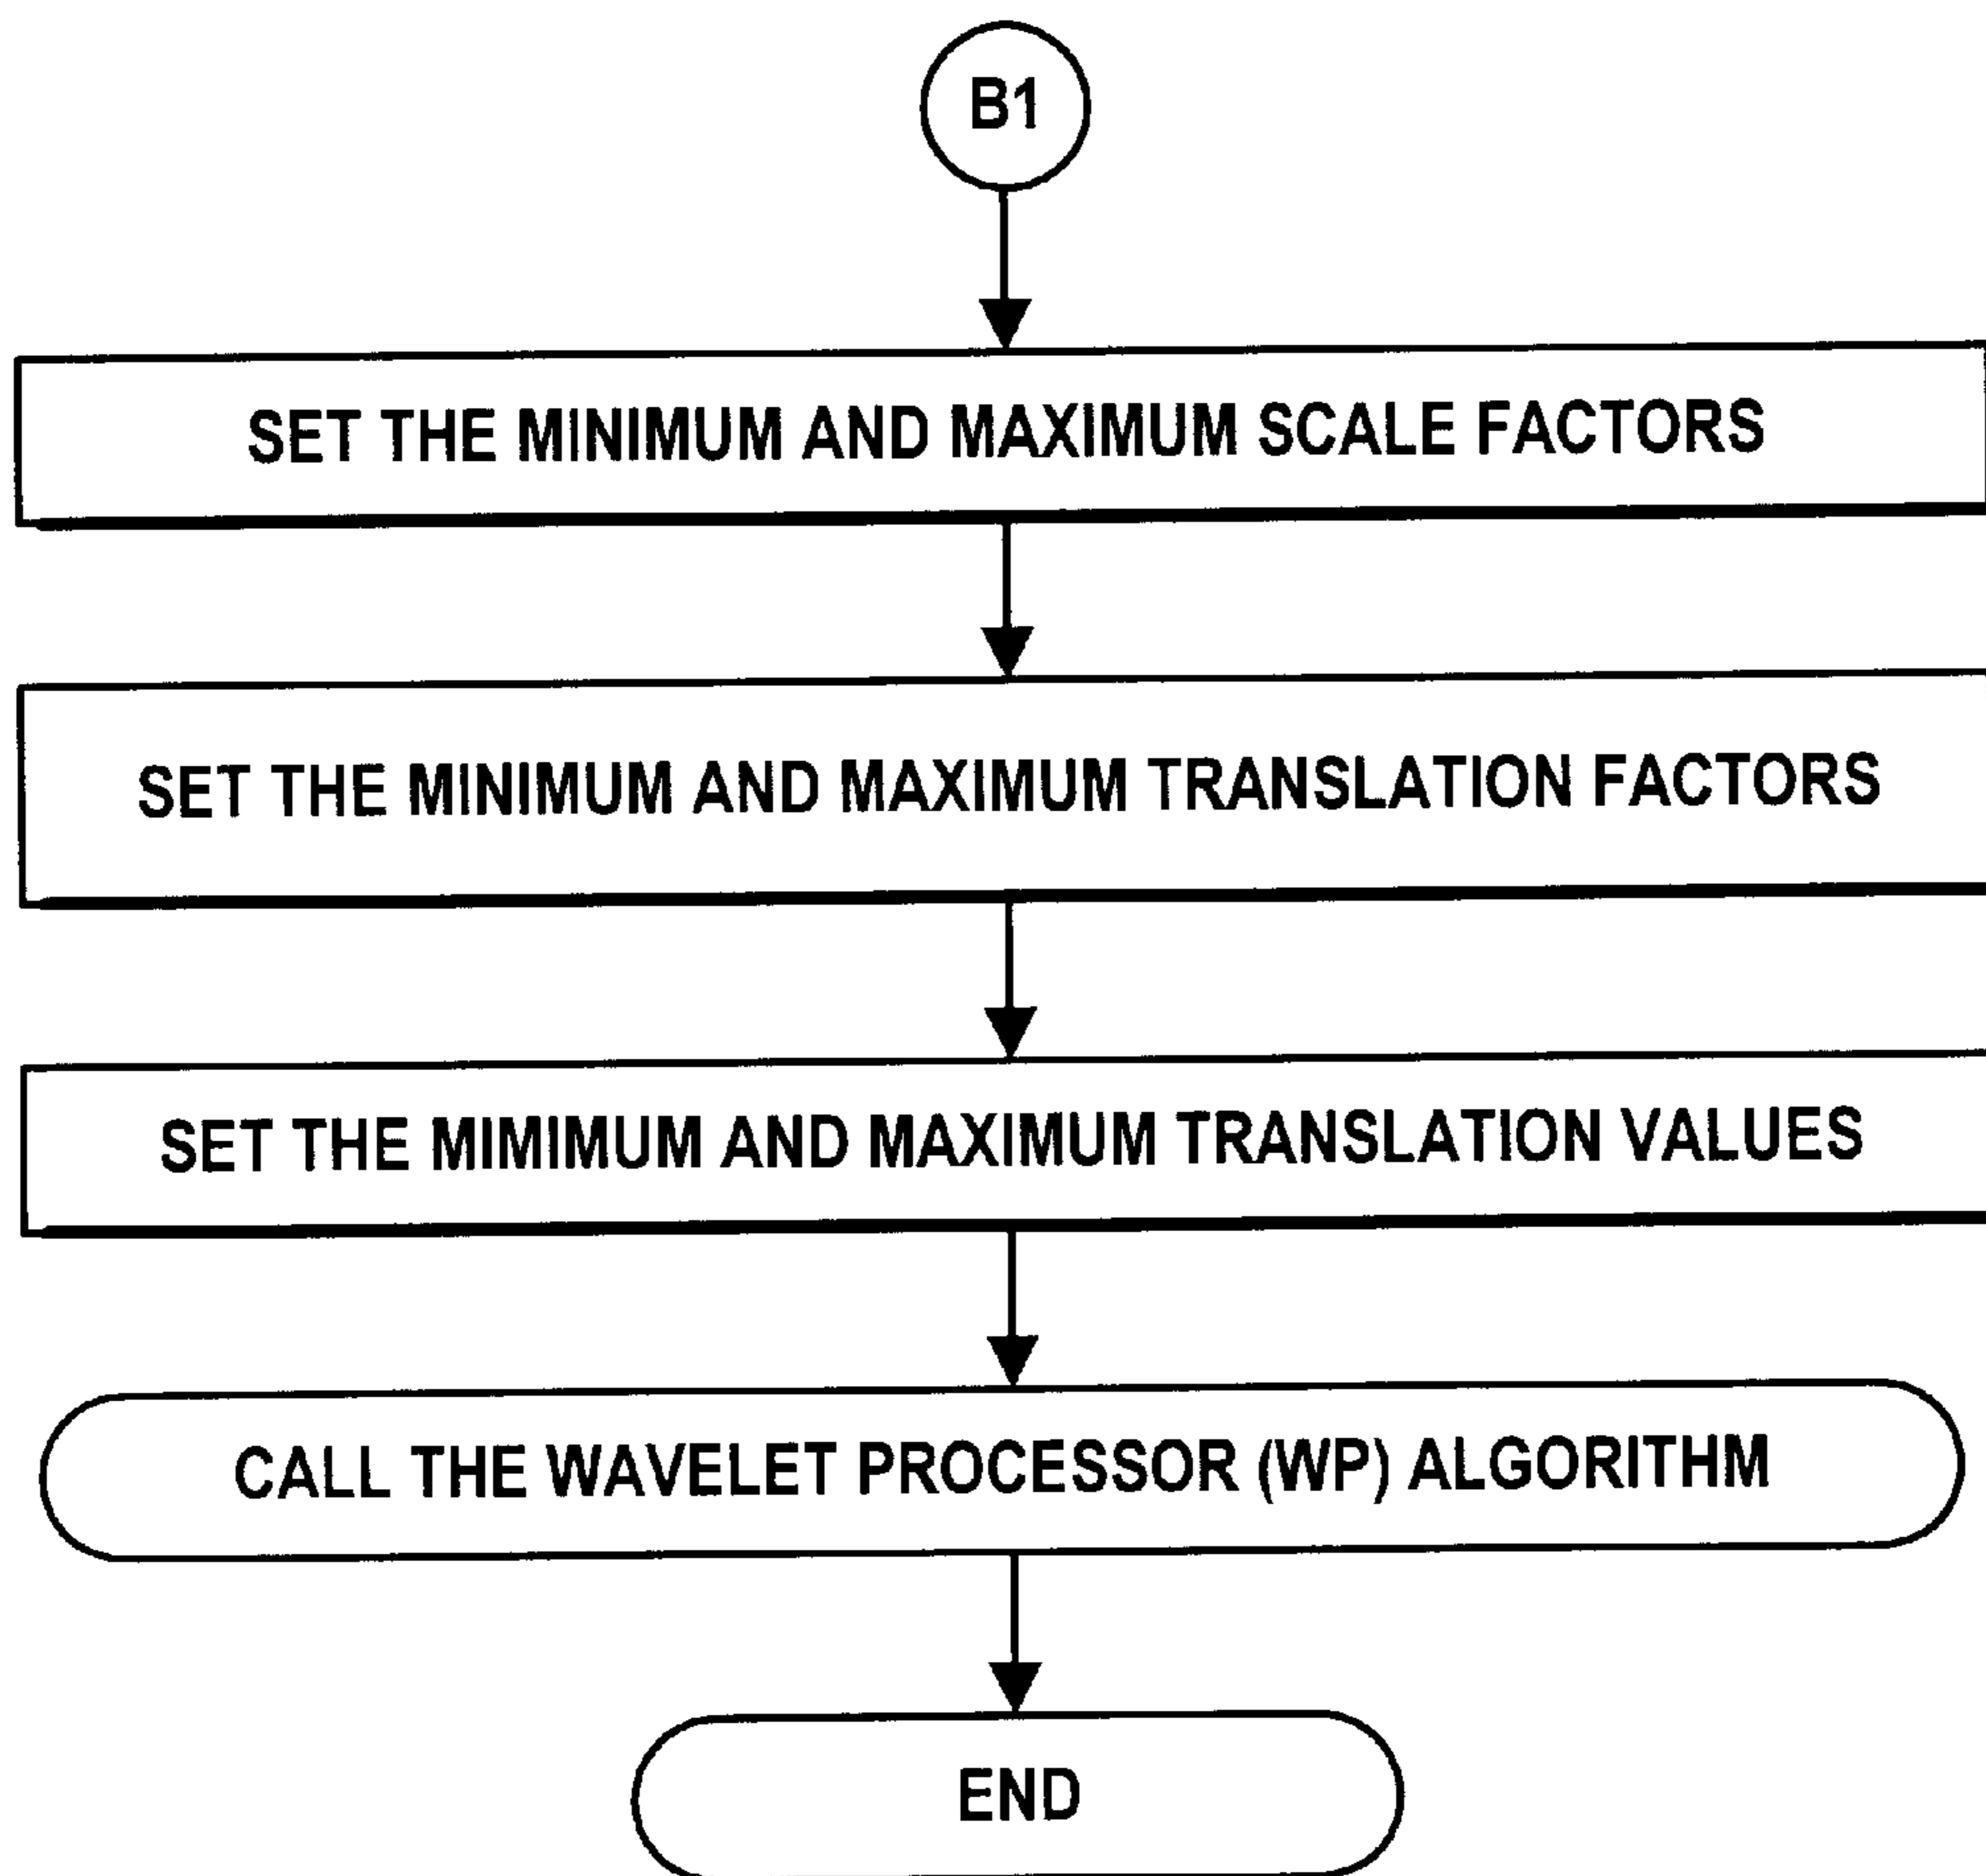 B1
SET THE MINIMUM AND MAXIMUM SCALE FACTORS
SET THE MINIMUM AND MAXIMUM TRANSLATION FACTORS
SET THE MIMIMUM AND MAXIMUM TRANSLATION VALUES
CALL THE WAVELET PROCESSOR (WP) ALGORITHM
END